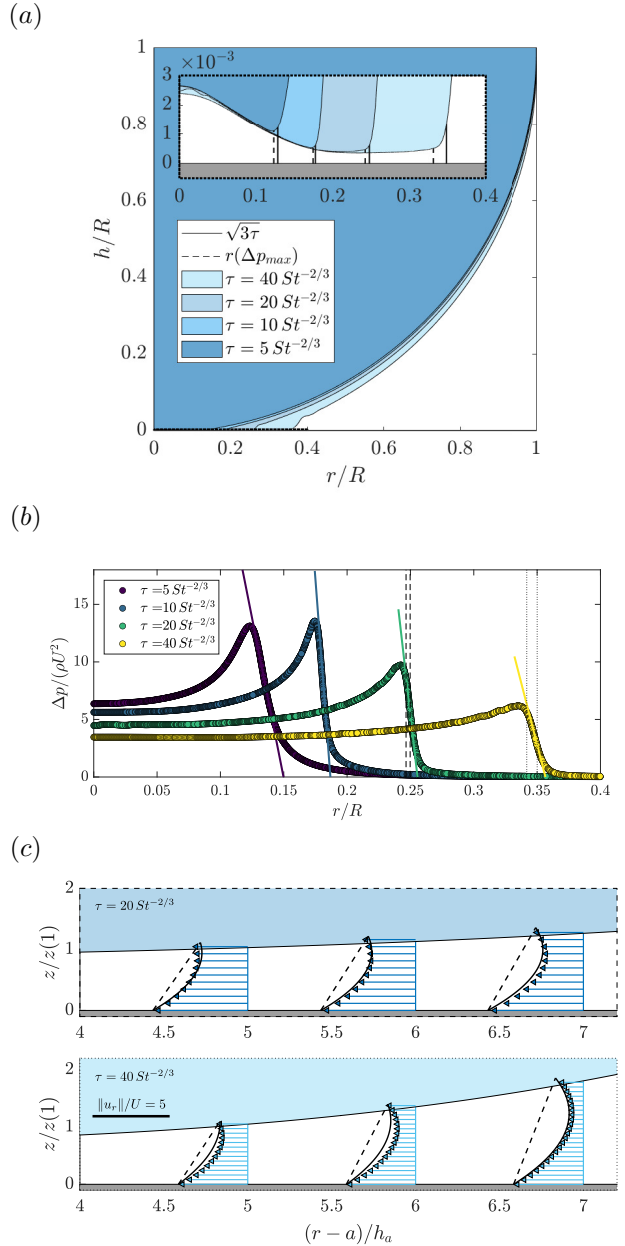 (a)
×10⁻³
3
2
1
0
0
0.1
0.2
0.3
0.4
√3τ
r(Δp_max)
τ = 40 St^{-2/3}
τ = 20 St^{-2/3}
τ = 10 St^{-2/3}
τ = 5 St^{-2/3}
1
0.8
0.6
0.4
0.2
0
h/R
0
0.2
0.4
0.6
0.8
1
r/R
(b)
τ = 5 St^{-2/3}
τ = 10 St^{-2/3}
τ = 20 St^{-2/3}
τ = 40 St^{-2/3}
15
10
5
0
Δp/(ρU²)
0
0.05
0.1
0.15
0.2
0.25
0.3
0.35
0.4
r/R
(c)
τ = 20 St^{-2/3}
2
1
0
z/z(1)
4
4.5
5
5.5
6
6.5
7
τ = 40 St^{-2/3}
‖u_r‖/U = 5
2
1
0
z/z(1)
4
4.5
5
5.5
6
6.5
7
(r − a)/h_a